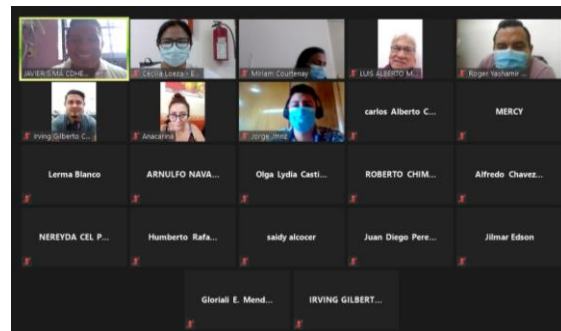 JAVIER SIMA CDHE...
Cecilia Loeza - E...
Miriam Courtenay
LUIS ALBERTO M...
Roger Yashamir ...
Irving Gilberto C...
Anacarina
Jorge Jmnz
carlos Alberto C...
MERCY
Lerma Blanco
ARNULFO NAVA...
Olga Lydia Casti...
ROBERTO CHIM...
Alfredo Chavez...
NEREYDA CEL P...
Humberto Rafa...
saidy alcocer
Juan Diego Pere...
Jilmar Edson
Gloriali E. Mend...
IRVING GILBERT...